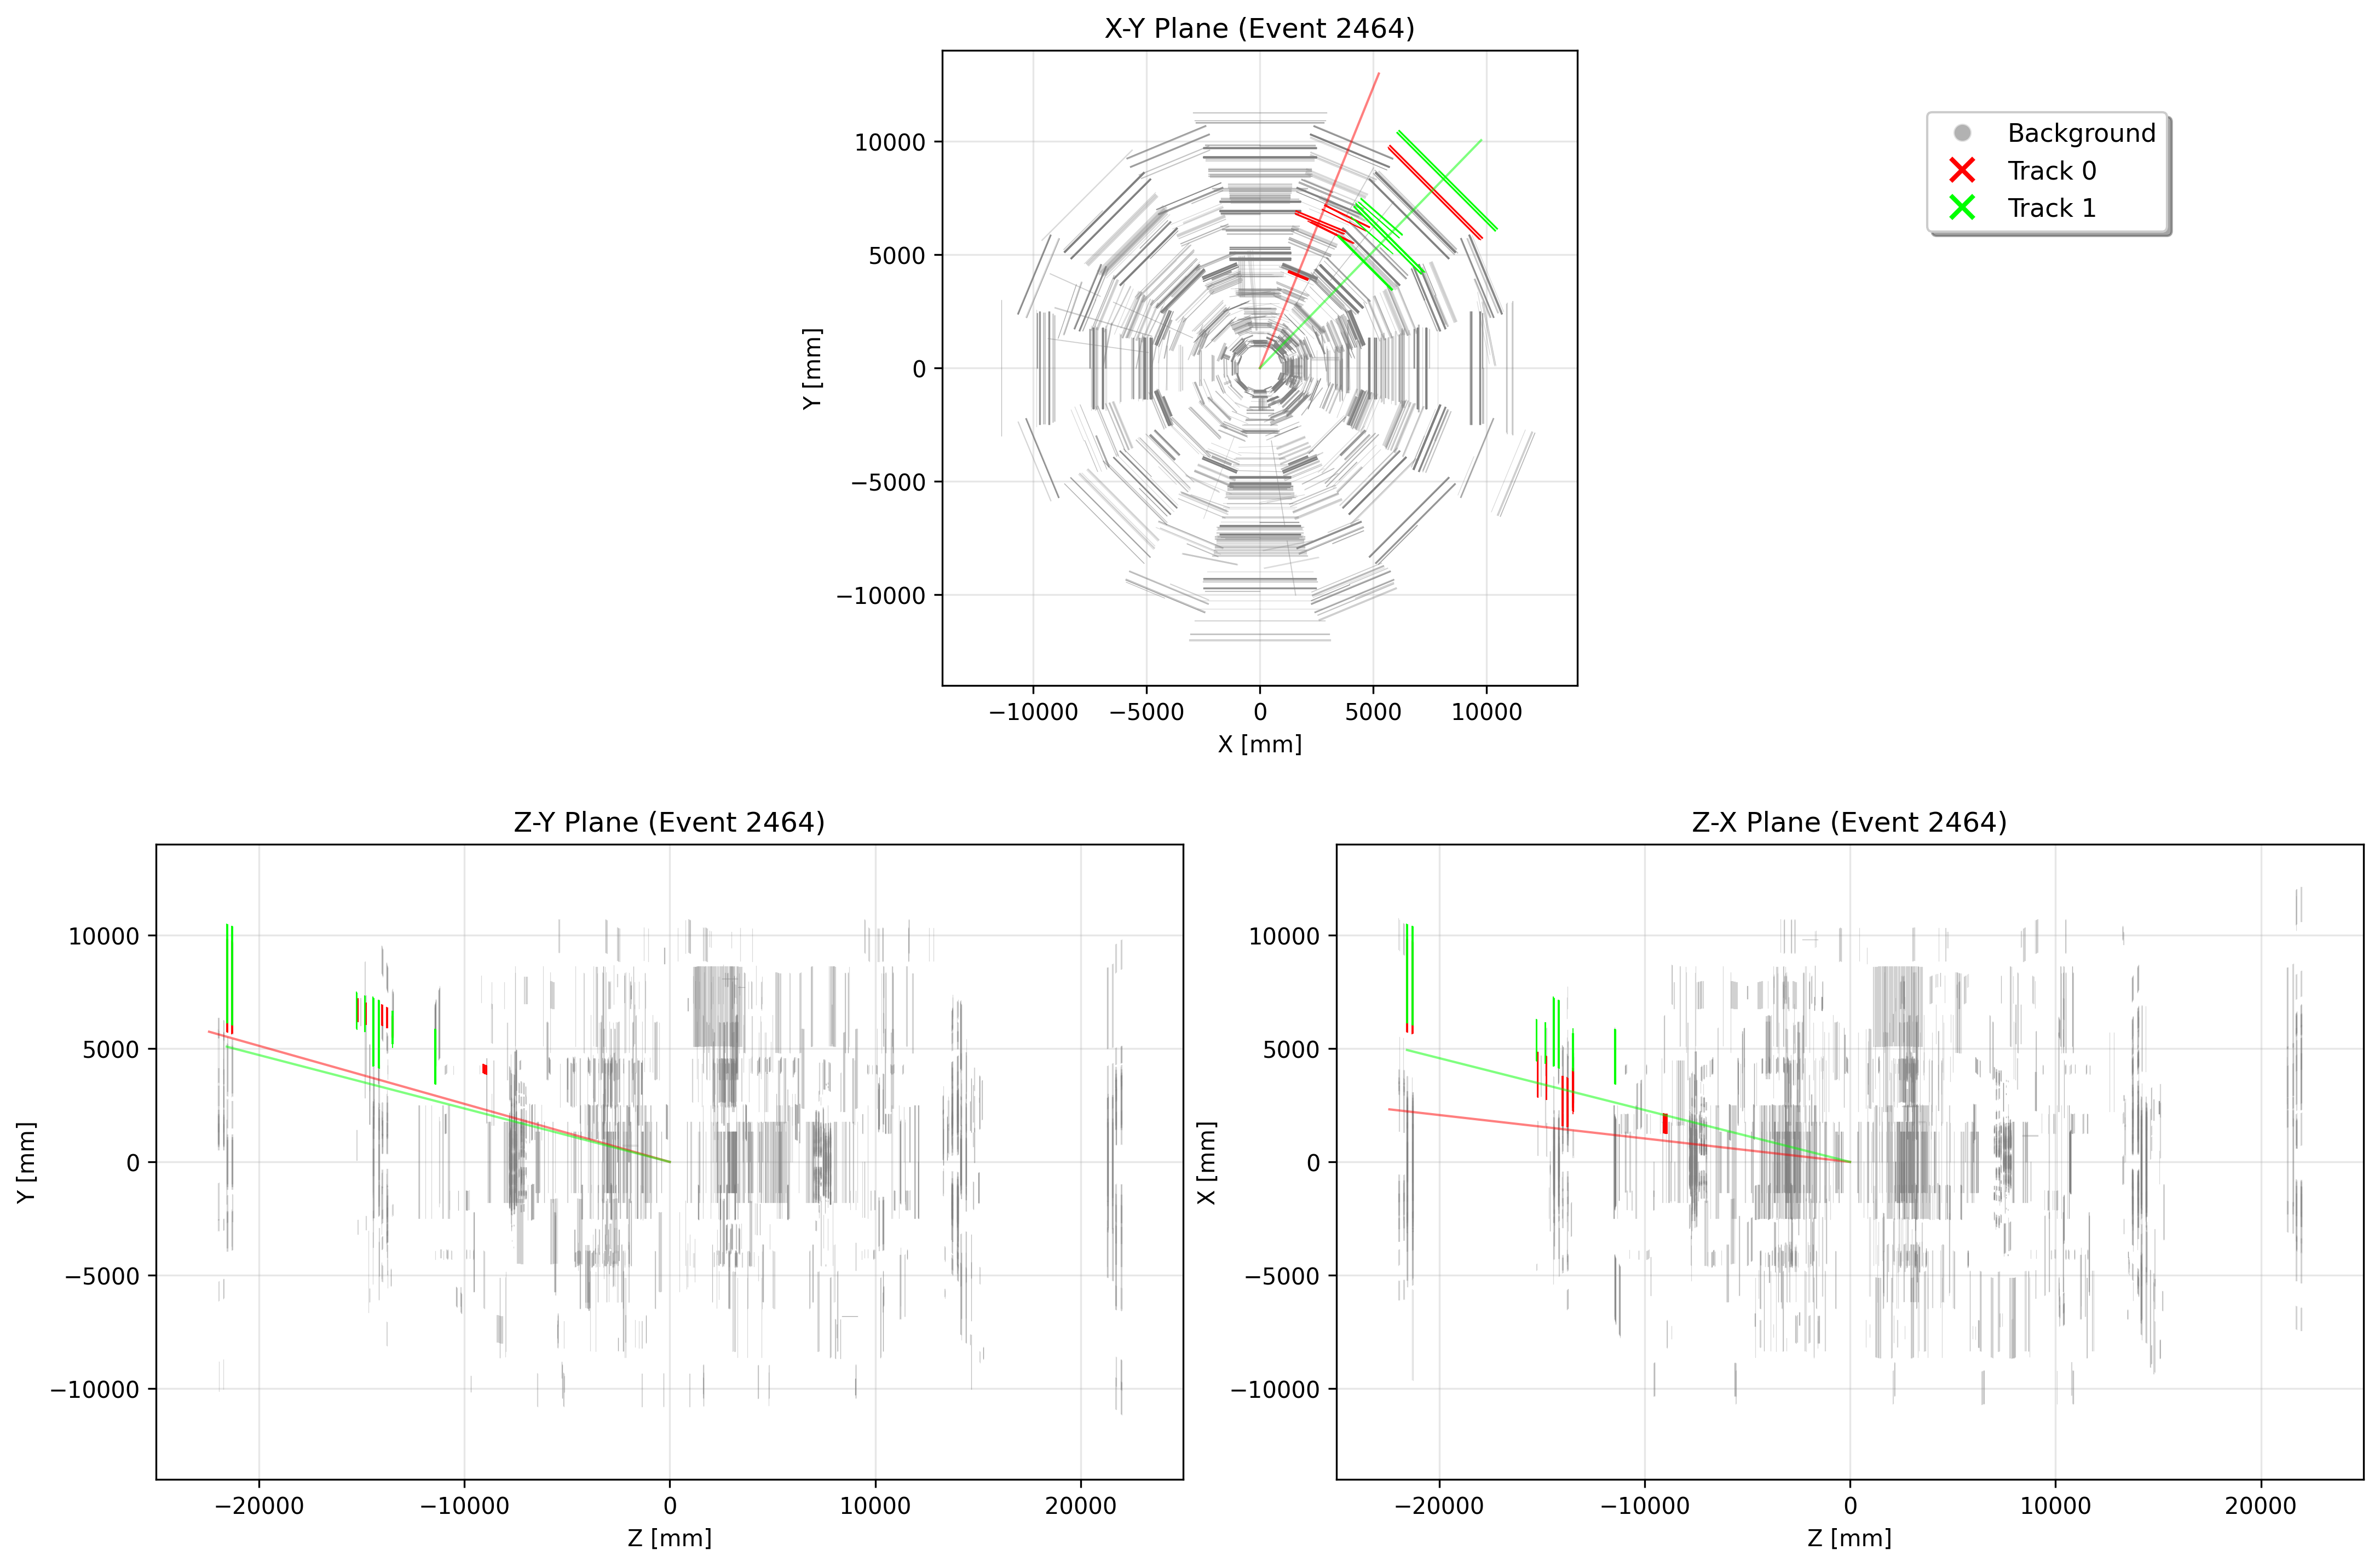 X-Y Plane (Event 2464)
Y [mm]
10000
5000
0
−5000
−10000
−10000 −5000 0 5000 10000
X [mm]
Background
Track 0
Track 1
Z-Y Plane (Event 2464)
Y [mm]
10000
5000
0
−5000
−10000
−20000 −10000 0 10000 20000
Z [mm]
Z-X Plane (Event 2464)
X [mm]
10000
5000
0
−5000
−10000
−20000 −10000 0 10000 20000
Z [mm]